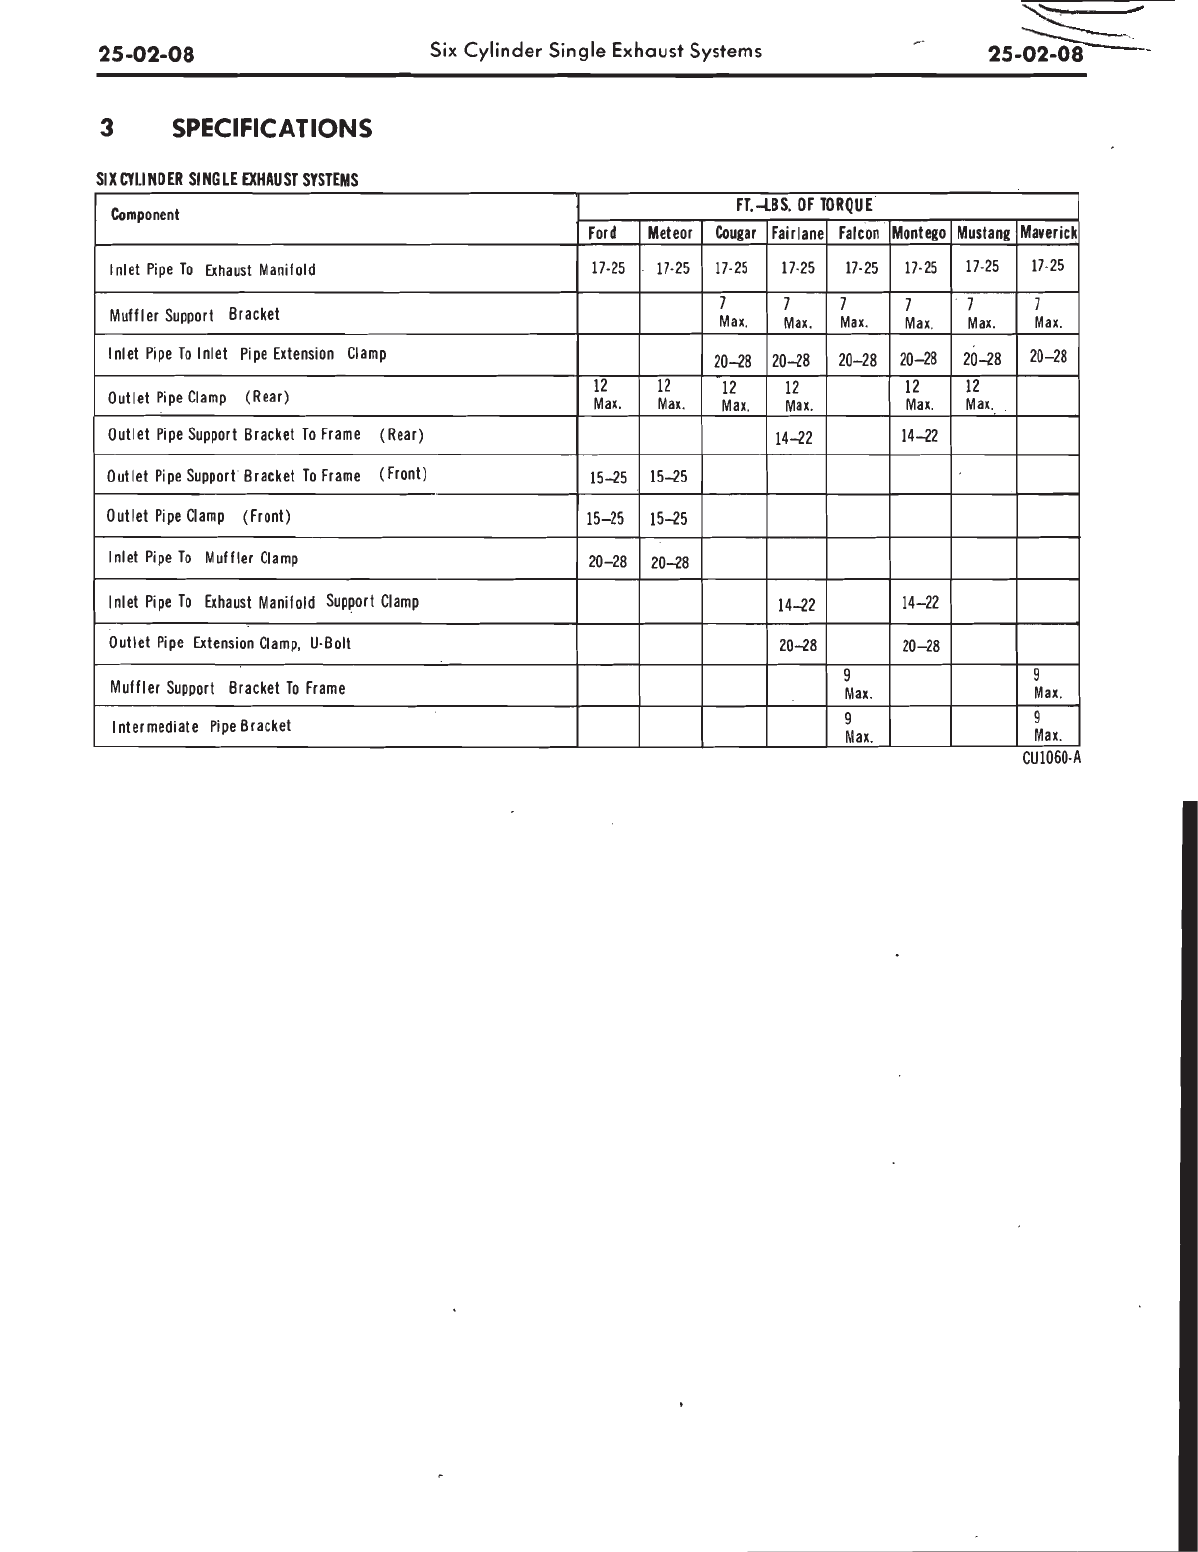 25-02-08 Six Cylinder Single Exhaust Systems 25-02-08
3 SPECIFICATIONS
SIX CYLINDER SINGLE EXHAUST SYSTEMS
Component FT.-LBS. OF TORQUE
Ford Meteor Cougar Fairlane Falcon Montego Mustang Maverick
Inlet Pipe To Exhaust Manifold 17-25 17-25 17-25 17-25 17-25 17-25 17-25 17-25
Muffler Support Bracket 7 Max. 7 Max. 7 Max. 7 Max. 7 Max. 7 Max.
Inlet Pipe To Inlet Pipe Extension Clamp 20-28 20-28 20-28 20-28 20-28 20-28
Outlet Pipe Clamp (Rear) 12 Max. 12 Max. 12 Max. 12 Max. 12 Max. 12 Max.
Outlet Pipe Support Bracket To Frame (Rear) 14-22 14-22
Outlet Pipe Support Bracket To Frame (Front) 15-25 15-25
Outlet Pipe Clamp (Front) 15-25 15-25
Inlet Pipe To Muffler Clamp 20-28 20-28
Inlet Pipe To Exhaust Manifold Support Clamp 14-22 14-22
Outlet Pipe Extension Clamp, U-Bolt 20-28 20-28
Muffler Support Bracket To Frame 9 Max. 9 Max.
Intermediate Pipe Bracket 9 Max. 9 Max.
CU1060-A